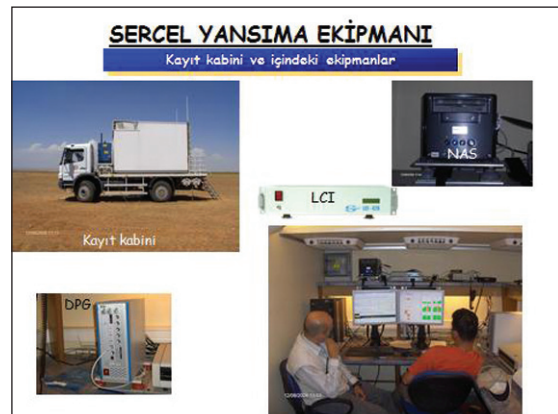 SERCEL YANSIMA EKİPMANI
Kayıt kabini ve içindeki ekipmanlar
NAS
LCI
Kayıt kabini
DPG